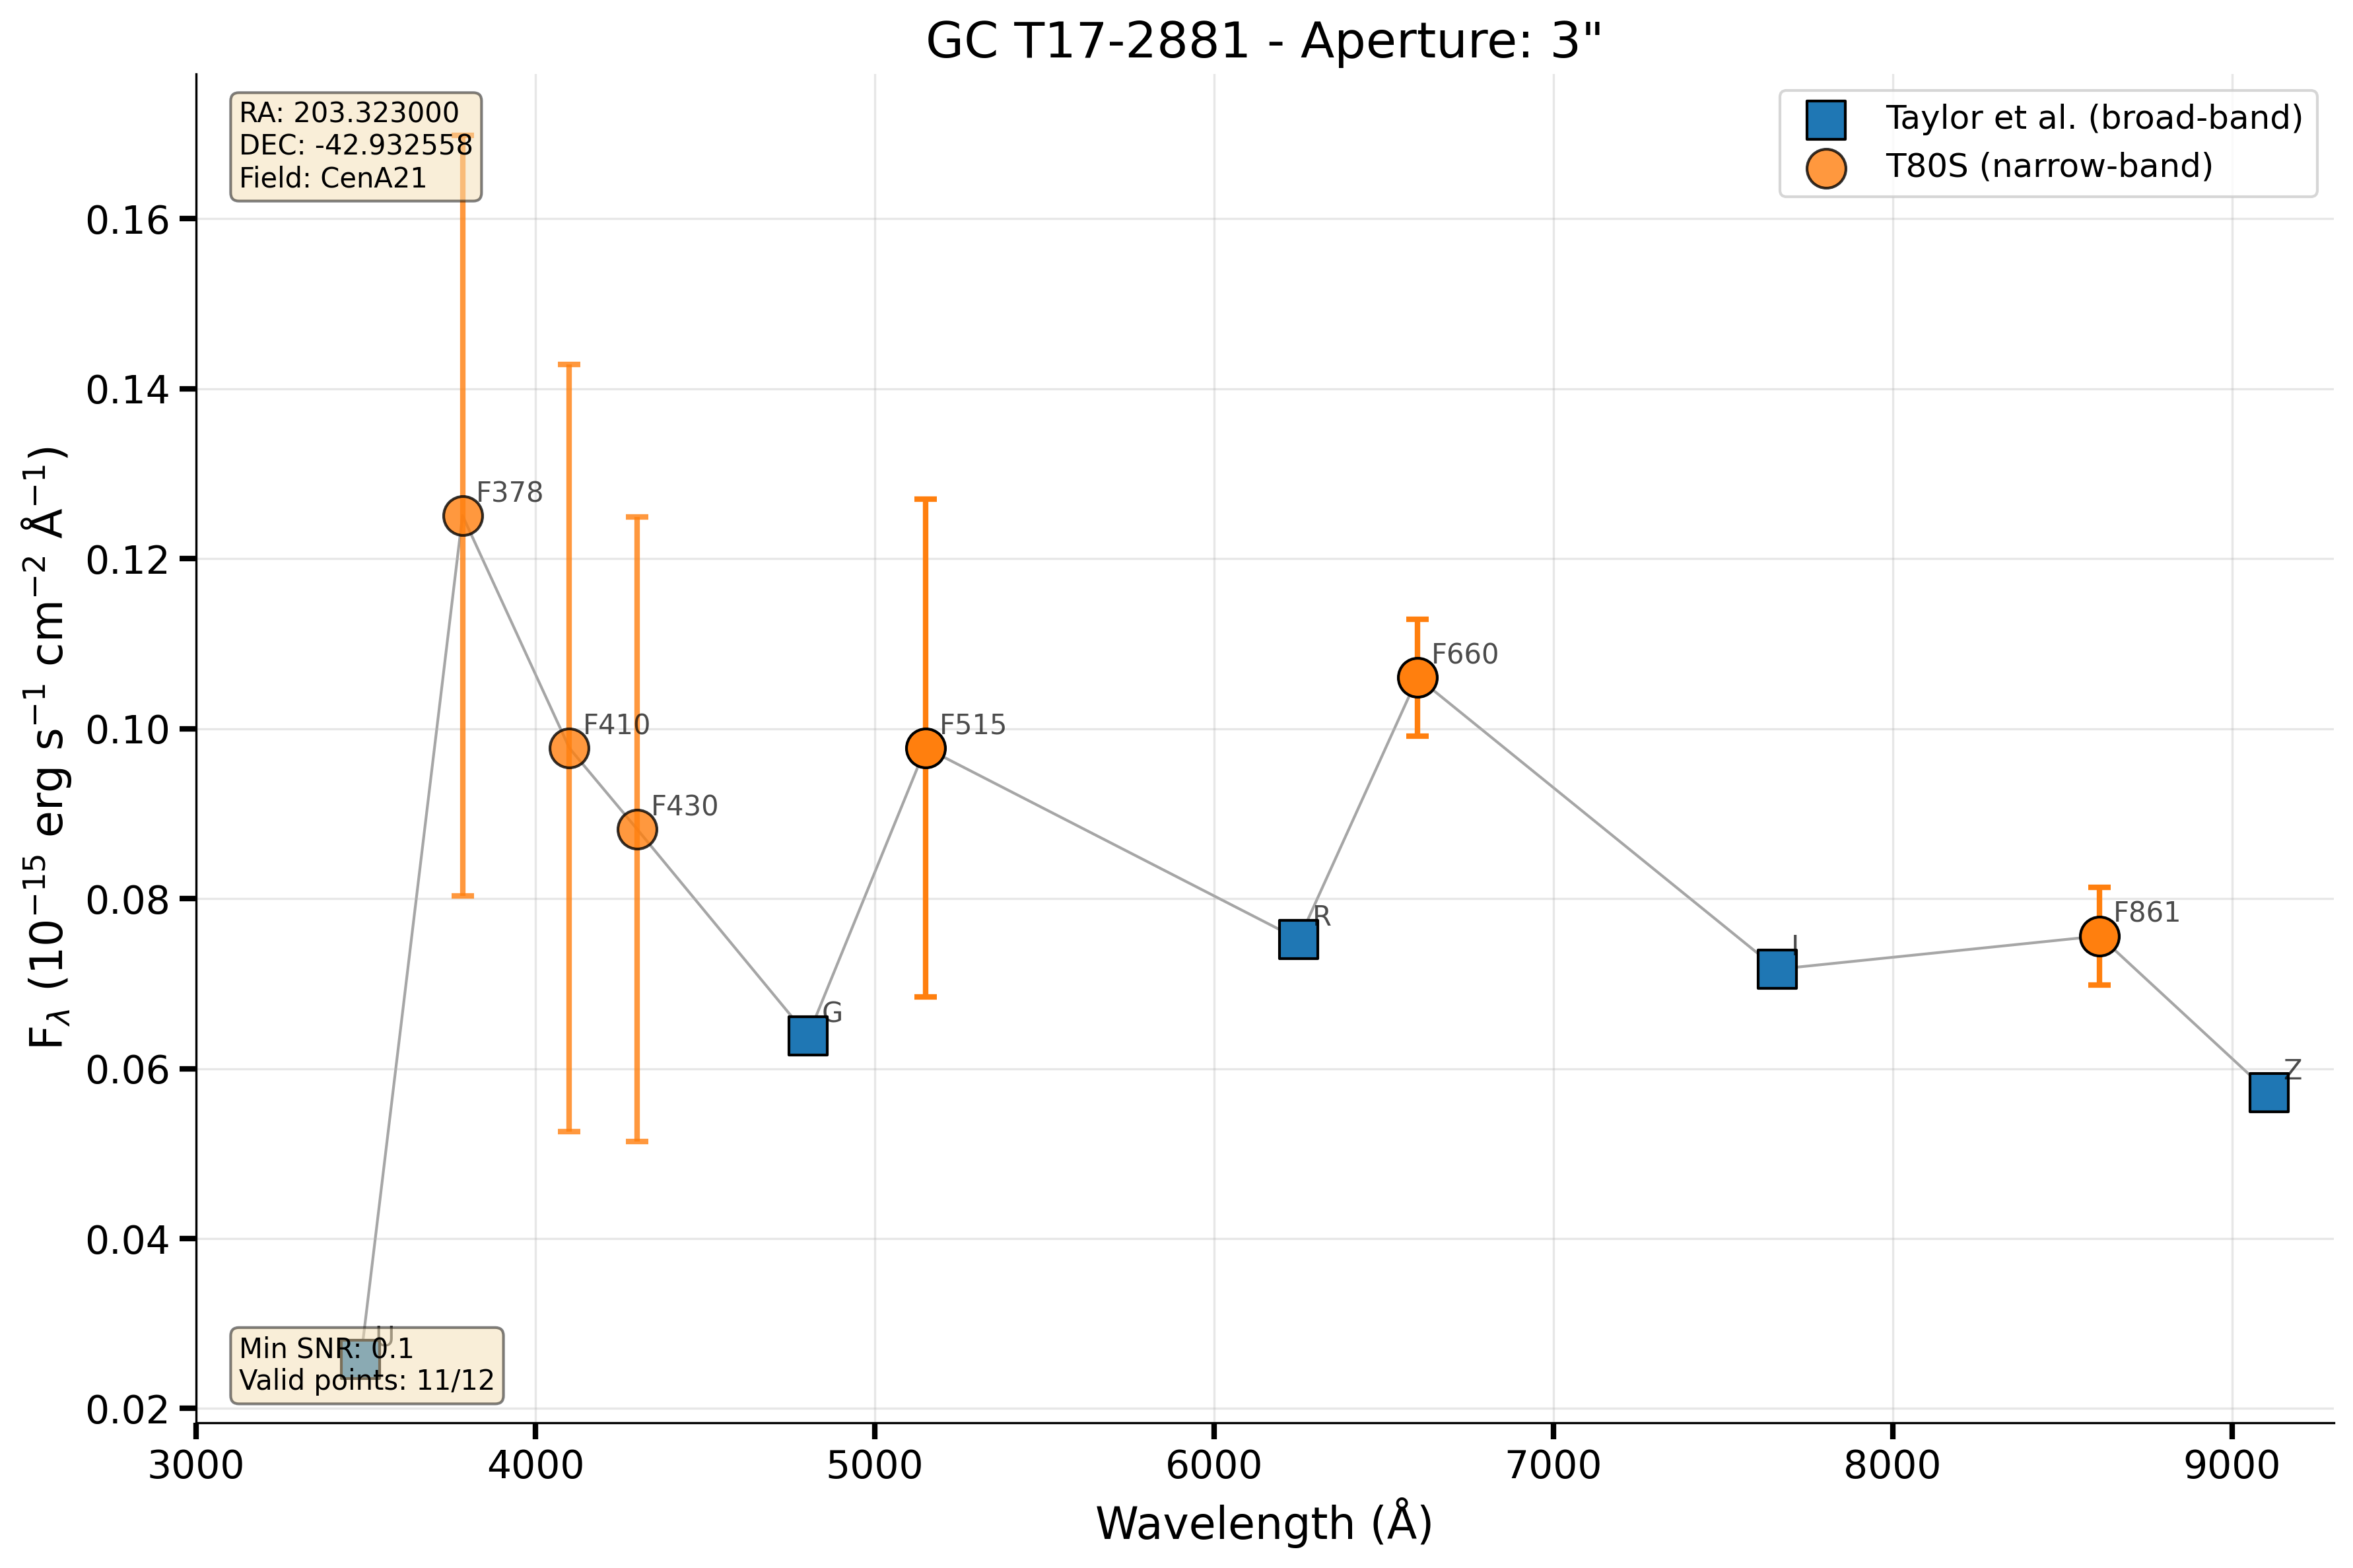 GC T17-2881 - Aperture: 3"
RA: 203.323000
DEC: -42.932558
Field: CenA21
Taylor et al. (broad-band)
T80S (narrow-band)
F_λ (10⁻¹⁵ erg s⁻¹ cm⁻² Å⁻¹)
0.16
0.14
0.12
0.10
0.08
0.06
0.04
0.02
F378
F410
F430
G
F515
R
F660
I
F861
Z
U
Min SNR: 0.1
Valid points: 11/12
3000 4000 5000 6000 7000 8000 9000
Wavelength (Å)